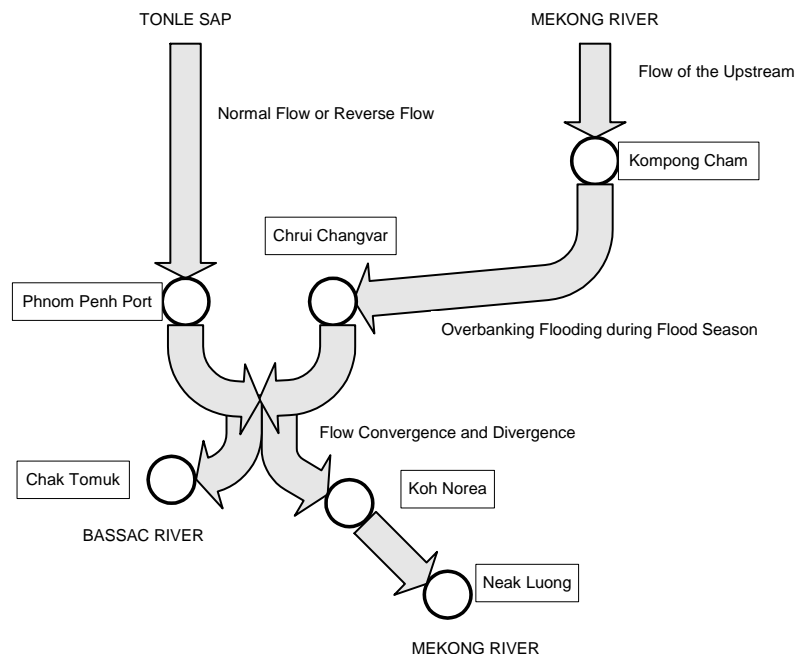 TONLE SAP
MEKONG RIVER
Flow of the Upstream
Normal Flow or Reverse Flow
Kompong Cham
Chrui Changvar
Phnom Penh Port
Overbanking Flooding during Flood Season
Flow Convergence and Divergence
Chak Tomuk
Koh Norea
BASSAC RIVER
Neak Luong
MEKONG RIVER